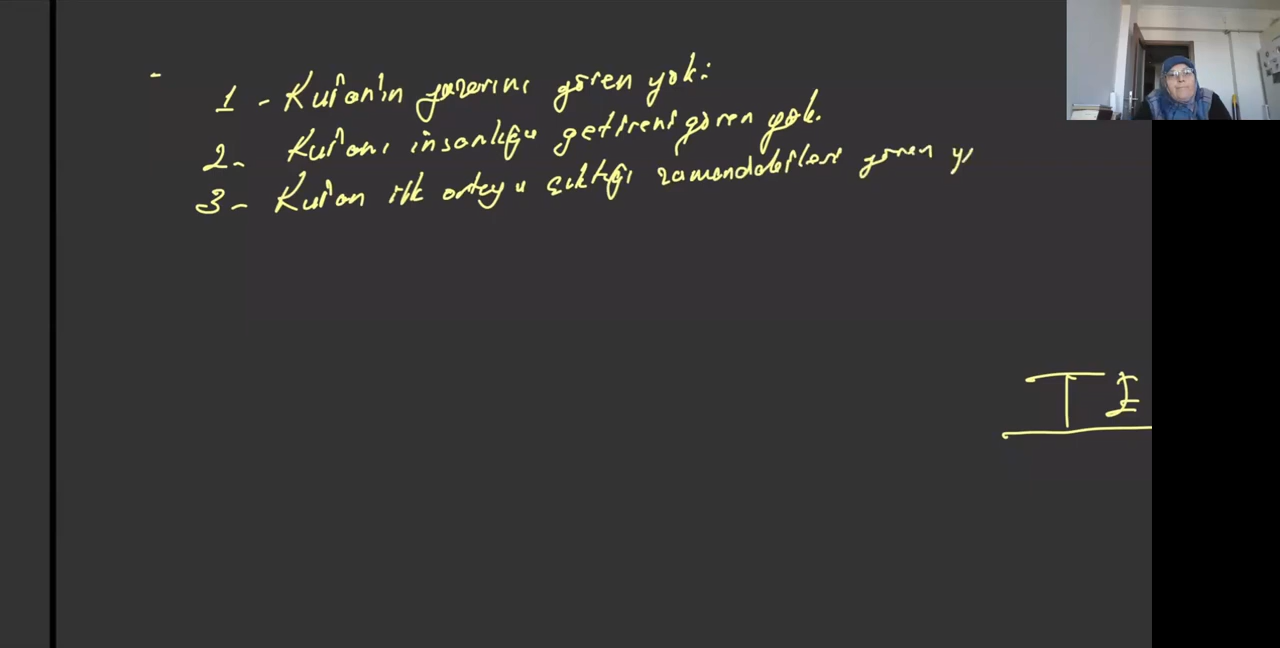 1 - Kur'an'ın yazarını gören yok.
2 - Kur'anı insanlığa getireni gören yok.
3 - Kur'an ilk ortaya çıktığı zamandakileri gören y
T E